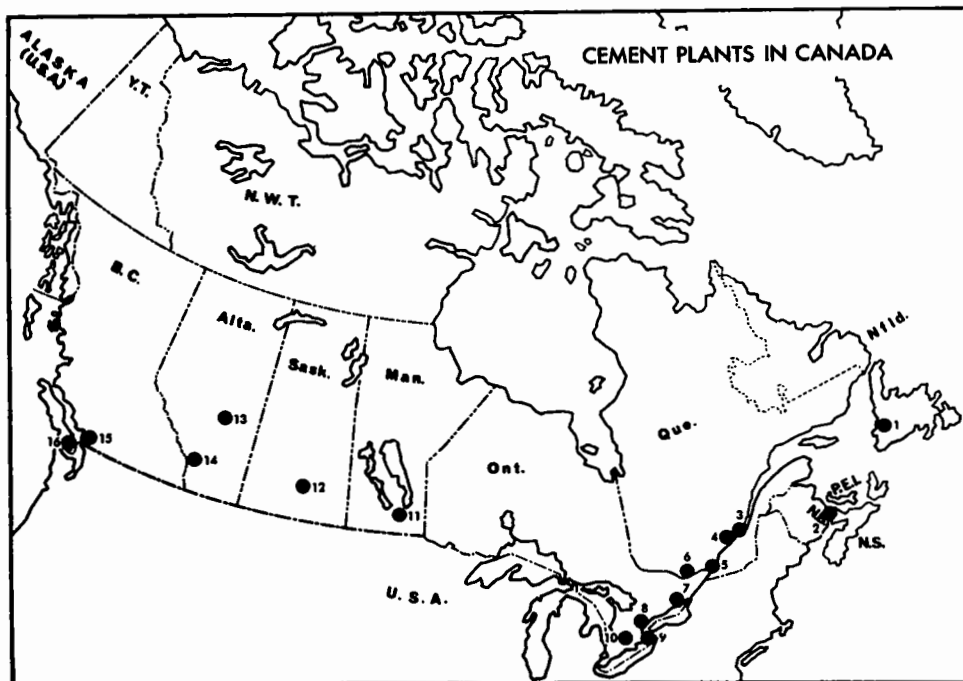 CEMENT PLANTS IN CANADA
ALASKA
(U.S.A)
Y.T.
N.W.T.
B.C.
Alta.
Sask.
Man.
Ont.
Que.
Nfld.
P.E.I.
N.B.
N.S.
U.S.A.
1
2
3
4
5
6
7
8
9
10
11
12
13
14
15
16